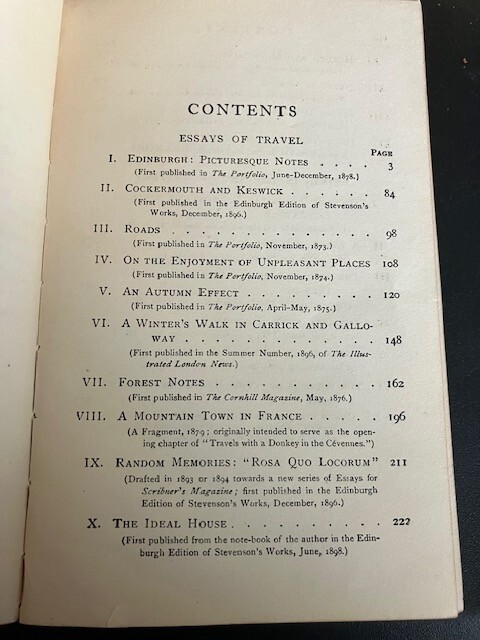 CONTENTS
ESSAYS OF TRAVEL
PAGE
I. EDINBURGH: PICTURESQUE NOTES . . . . 3
(First published in The Portfolio, June-December, 1878.)
II. COCKERMOUTH AND KESWICK . . . . . . 84
(First published in the Edinburgh Edition of Stevenson's
Works, December, 1896.)
III. ROADS . . . . . . . . . . . . . . 98
(First published in The Portfolio, November, 1873.)
IV. ON THE ENJOYMENT OF UNPLEASANT PLACES 108
(First published in The Portfolio, November, 1874.)
V. AN AUTUMN EFFECT . . . . . . . . . 120
(First published in The Portfolio, April-May, 1875.)
VI. A WINTER'S WALK IN CARRICK AND GALLO-
WAY . . . . . . . . . . . . . 148
(First published in the Summer Number, 1896, of The Illus-
trated London News.)
VII. FOREST NOTES . . . . . . . . . . . 162
(First published in The Cornhill Magazine, May, 1876.)
VIII. A MOUNTAIN TOWN IN FRANCE . . . . . 196
(A Fragment, 1879; originally intended to serve as the open-
ing chapter of "Travels with a Donkey in the Cévennes.")
IX. RANDOM MEMORIES: "ROSA QUO LOCORUM" 211
(Drafted in 1893 or 1894 towards a new series of Essays for
Scribner's Magazine; first published in the Edinburgh
Edition of Stevenson's Works, December, 1896.)
X. THE IDEAL HOUSE . . . . . . . . . . 222
(First published from the note-book of the author in the Edin-
burgh Edition of Stevenson's Works, June, 1898.)